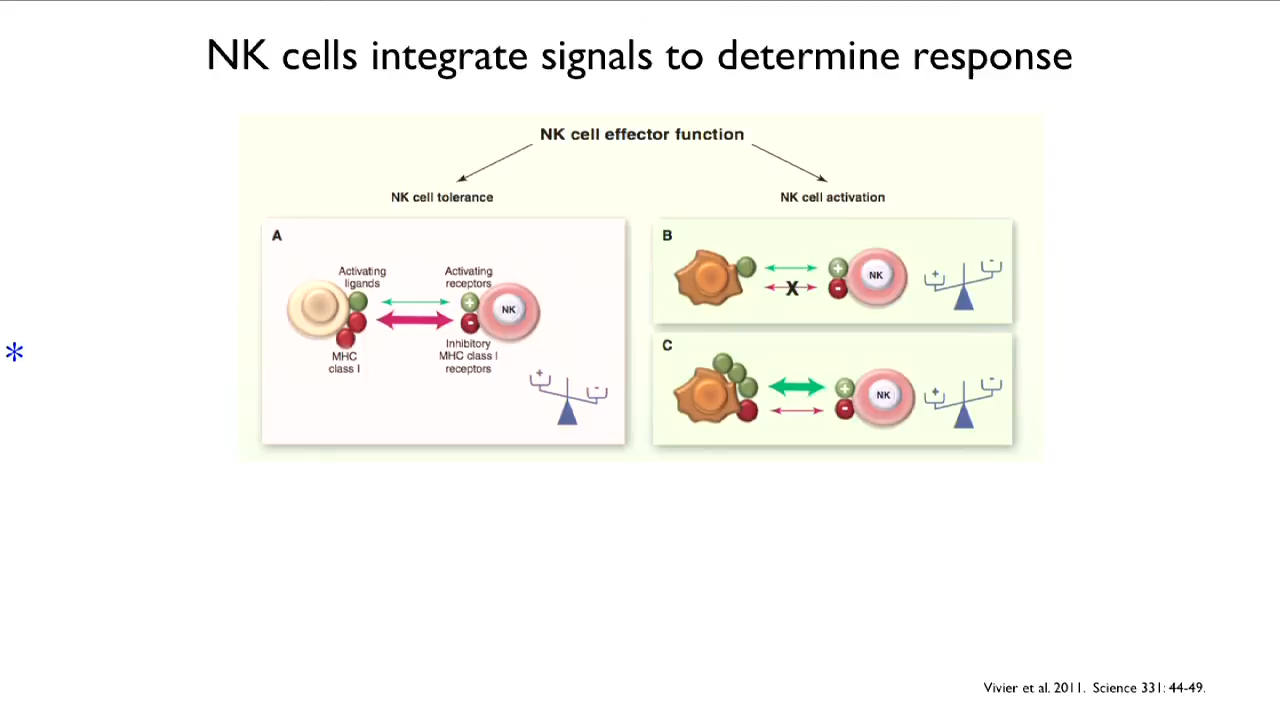 NK cells integrate signals to determine response
NK cell effector function
NK cell tolerance
NK cell activation
A
Activating
ligands
Activating
receptors
+
-
NK
MHC
class I
Inhibitory
MHC class I
receptors
+
-
B
+
-
X
NK
+
-
C
+
-
NK
+
-
*
Vivier et al. 2011. Science 331: 44-49.